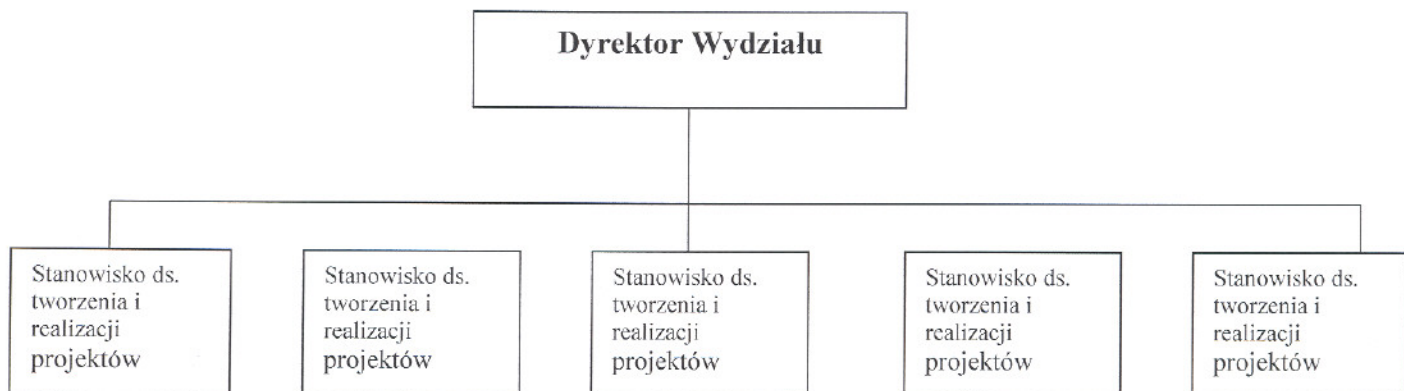 Dyrektor Wydziału
Stanowisko ds.
tworzenia i
realizacji
projektów
Stanowisko ds.
tworzenia i
realizacji
projektów
Stanowisko ds.
tworzenia i
realizacji
projektów
Stanowisko ds.
tworzenia i
realizacji
projektów
Stanowisko ds.
tworzenia i
realizacji
projektów